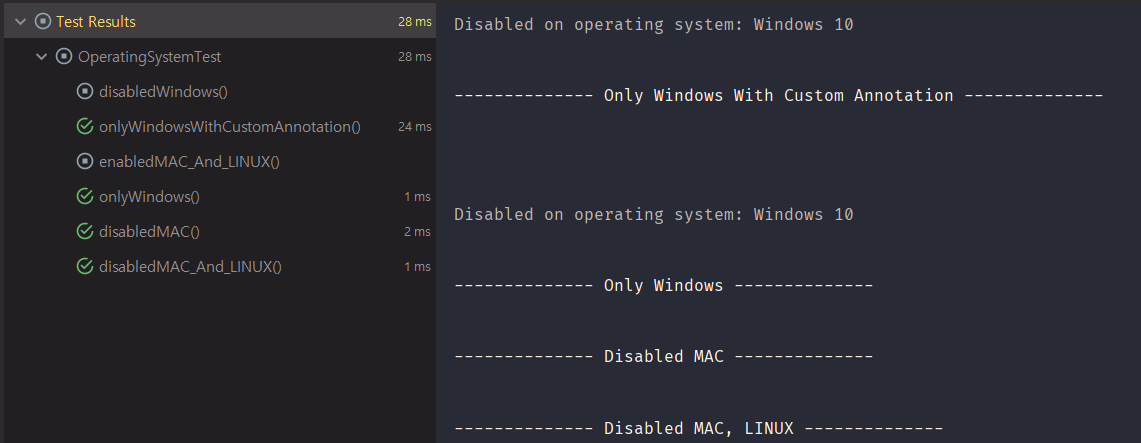 Test Results 28 ms
OperatingSystemTest 28 ms
disabledWindows()
onlyWindowsWithCustomAnnotation() 24 ms
enabledMAC_And_LINUX()
onlyWindows() 1 ms
disabledMAC() 2 ms
disabledMAC_And_LINUX() 1 ms
Disabled on operating system: Windows 10
-------------- Only Windows With Custom Annotation --------------
Disabled on operating system: Windows 10
-------------- Only Windows --------------
-------------- Disabled MAC --------------
-------------- Disabled MAC, LINUX --------------